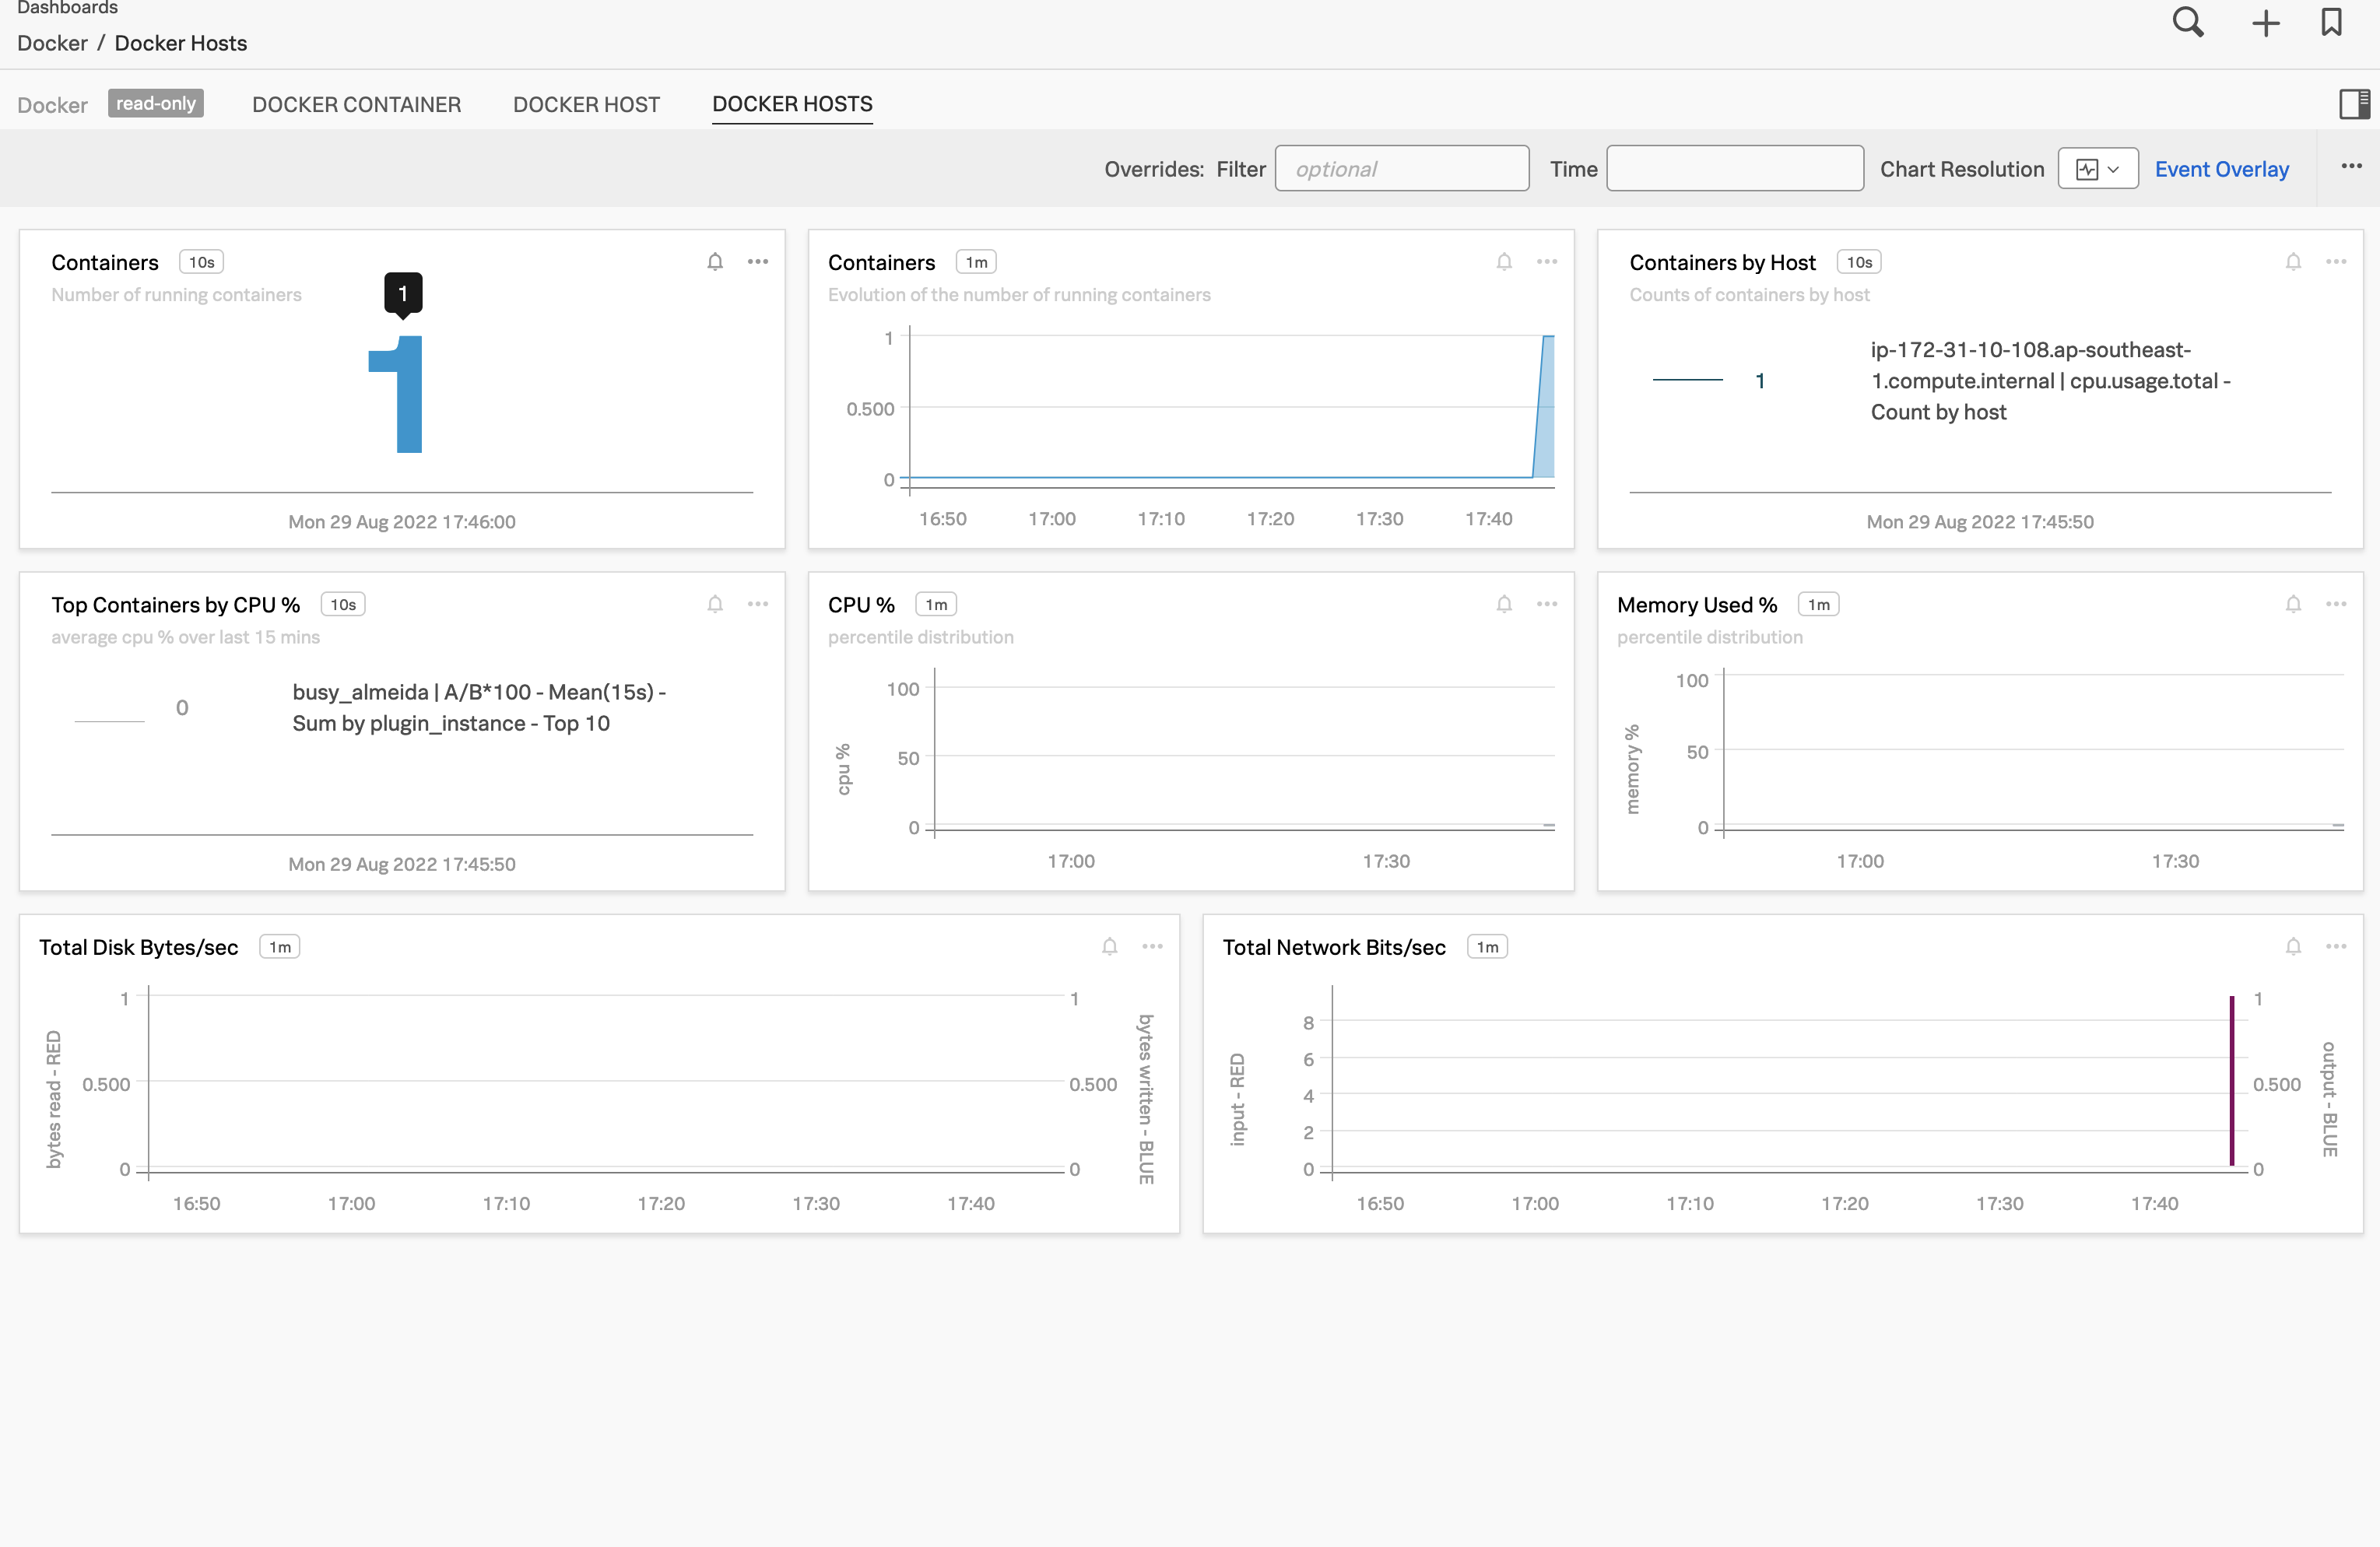 Dashboards
Docker / Docker Hosts
Docker read-only DOCKER CONTAINER DOCKER HOST DOCKER HOSTS
Overrides: Filter optional Time Chart Resolution Event Overlay
Containers 10s
Number of running containers
1
1
Mon 29 Aug 2022 17:46:00
Containers 1m
Evolution of the number of running containers
1
0.500
0
16:50 17:00 17:10 17:20 17:30 17:40
Containers by Host 10s
Counts of containers by host
ip-172-31-10-108.ap-southeast-
1 1.compute.internal | cpu.usage.total -
Count by host
Mon 29 Aug 2022 17:45:50
Top Containers by CPU % 10s
average cpu % over last 15 mins
0 busy_almeida | A/B*100 - Mean(15s) -
Sum by plugin_instance - Top 10
Mon 29 Aug 2022 17:45:50
CPU % 1m
percentile distribution
cpu %
100
50
0
17:00 17:30
Memory Used % 1m
percentile distribution
memory %
100
50
0
17:00 17:30
Total Disk Bytes/sec 1m
bytes read - RED
1
0.500
0
1
0.500
0
bytes written - BLUE
16:50 17:00 17:10 17:20 17:30 17:40
Total Network Bits/sec 1m
input - RED
8
6
4
2
0
1
0.500
0
output - BLUE
16:50 17:00 17:10 17:20 17:30 17:40